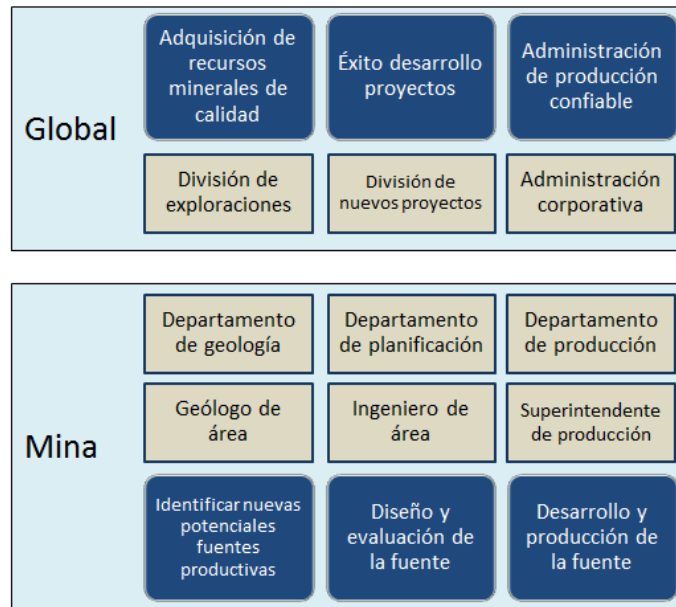 Global
Adquisición de
recursos
minerales de
calidad
Éxito desarrollo
proyectos
Administración
de producción
confiable
División de
exploraciones
División de
nuevos proyectos
Administración
corporativa
Mina
Departamento
de geología
Departamento
de planificación
Departamento
de producción
Geólogo de
área
Ingeniero de
área
Superintendente
de producción
Identificar nuevas
potenciales
fuentes
productivas
Diseño y
evaluación de
la fuente
Desarrollo y
producción de
la fuente